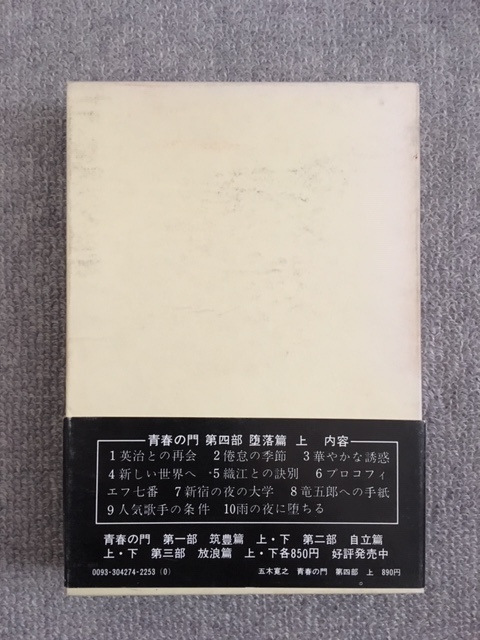 青春の門 第四部 堕落篇 上 内容
1英治との再会 2倦怠の季節 3華やかな誘惑
4新しい世界へ ・5織江との訣別 6プロコフィ
エフ七番 7新宿の夜の大学 8竜五郎への手紙
9人気歌手の条件 10雨の夜に堕ちる
青春の門 第一部 筑豊篇 上・下 第二部 自立篇
上・下 第三部 放浪篇 上・下各850円 好評発売中
0093-304274-2253(0) 五木寛之 青春の門 第四部 上 890円